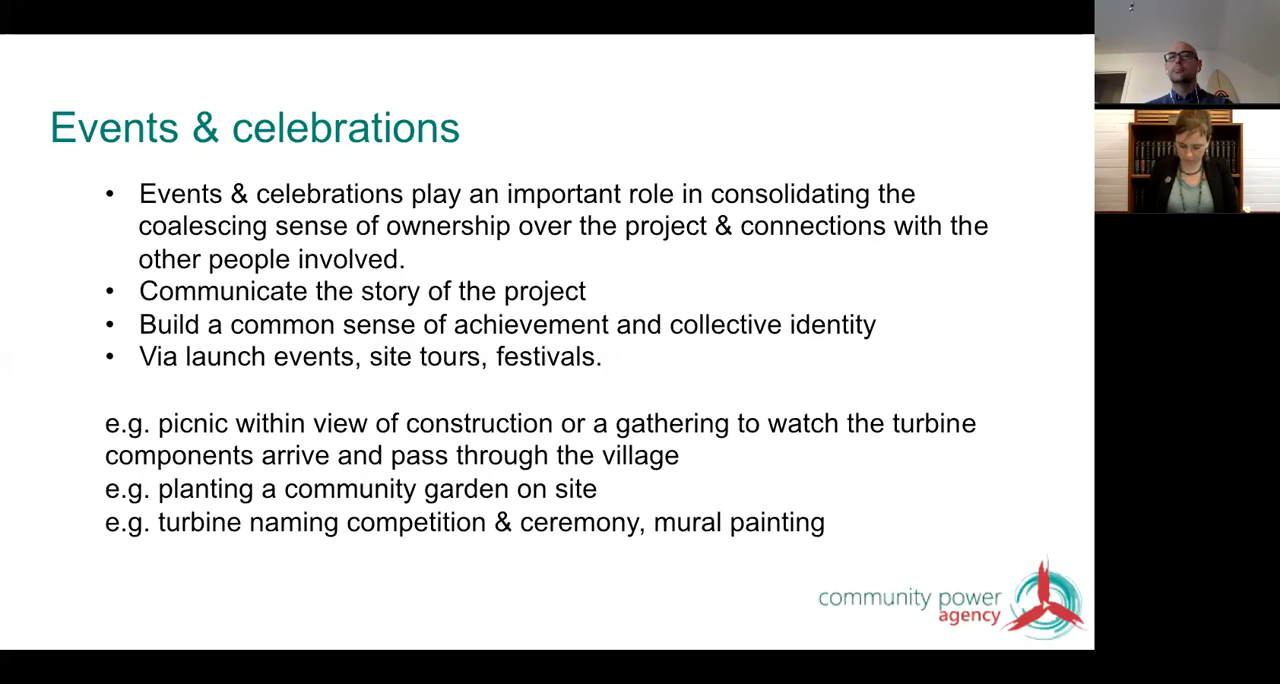 Events & celebrations
• Events & celebrations play an important role in consolidating the
coalescing sense of ownership over the project & connections with the
other people involved.
• Communicate the story of the project
• Build a common sense of achievement and collective identity
• Via launch events, site tours, festivals.
e.g. picnic within view of construction or a gathering to watch the turbine
components arrive and pass through the village
e.g. planting a community garden on site
e.g. turbine naming competition & ceremony, mural painting
community power
agency